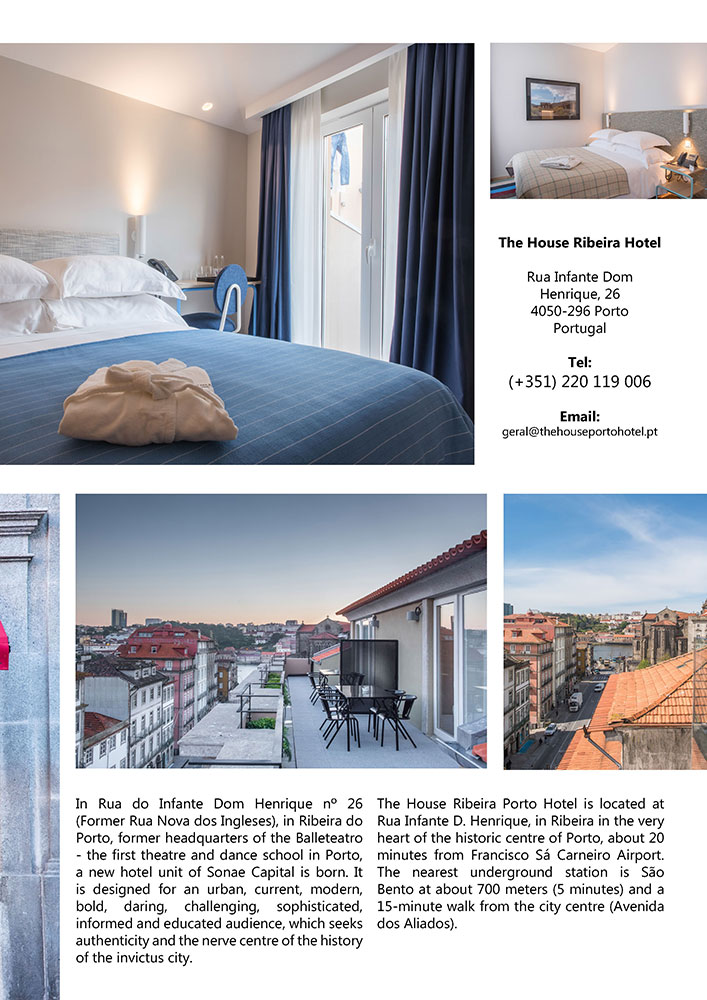 The House Ribeira Hotel
Rua Infante Dom
Henrique, 26
4050-296 Porto
Portugal
Tel:
(+351) 220 119 006
Email:
geral@thehouseportohotel.pt
In Rua do Infante Dom Henrique nº 26
(Former Rua Nova dos Ingleses), in Ribeira do
Porto, former headquarters of the Balleteatro
- the first theatre and dance school in Porto,
a new hotel unit of Sonae Capital is born. It
is designed for an urban, current, modern,
bold, daring, challenging, sophisticated,
informed and educated audience, which seeks
authenticity and the nerve centre of the history
of the invictus city.
The House Ribeira Porto Hotel is located at
Rua Infante D. Henrique, in Ribeira in the very
heart of the historic centre of Porto, about 20
minutes from Francisco Sá Carneiro Airport.
The nearest underground station is São
Bento at about 700 meters (5 minutes) and a
15-minute walk from the city centre (Avenida
dos Aliados).